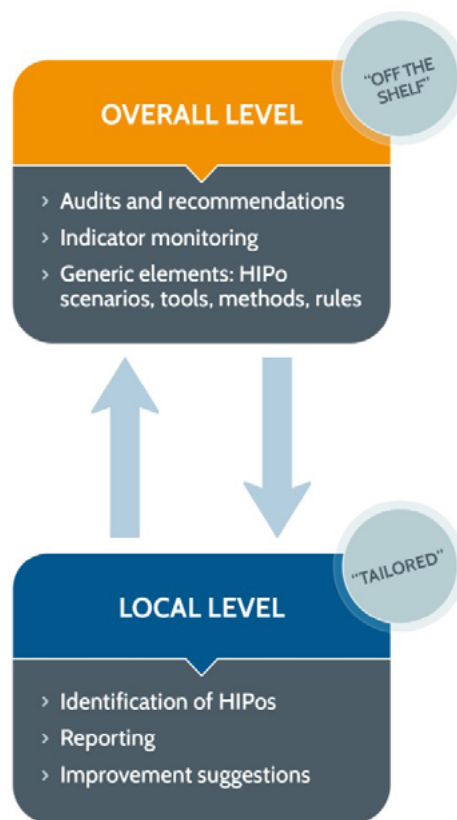 "OFF THE
SHELF"
OVERALL LEVEL
› Audits and recommendations
› Indicator monitoring
› Generic elements: HIPo
scenarios, tools, methods, rules
"TAILORED"
LOCAL LEVEL
› Identification of HIPos
› Reporting
› Improvement suggestions